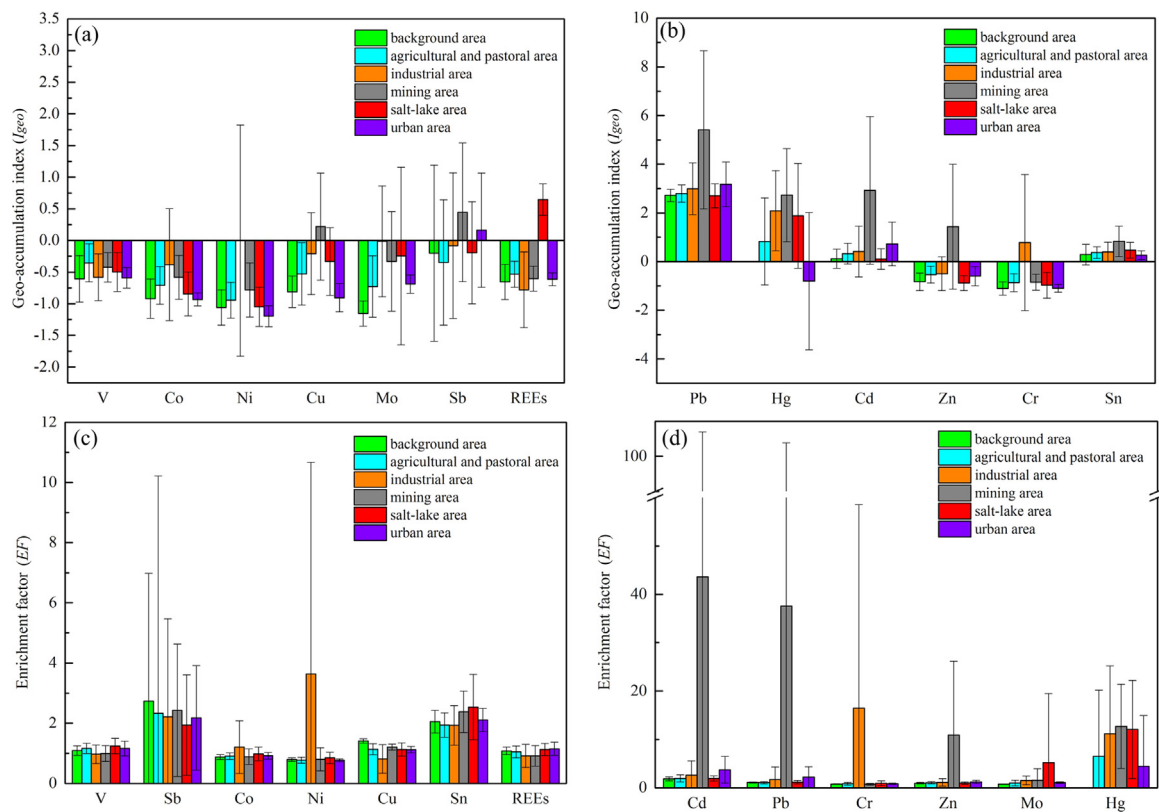 (a)
3.5
3.0
2.5
2.0
1.5
1.0
0.5
0.0
-0.5
-1.0
-1.5
-2.0
Geo-accumulation index (Igeo)
background area
agricultural and pastoral area
industrial area
mining area
salt-lake area
urban area
V Co Ni Cu Mo Sb REEs
(b)
10
8
6
4
2
0
-2
-4
Geo-accumulation index (Igeo)
background area
agricultural and pastoral area
industrial area
mining area
salt-lake area
urban area
Pb Hg Cd Zn Cr Sn
(c)
12
10
8
6
4
2
0
Enrichment factor (EF)
background area
agricultural and pastoral area
industrial area
mining area
salt-lake area
urban area
V Sb Co Ni Cu Sn REEs
(d)
100
40
20
0
Enrichment factor (EF)
background area
agricultural and pastoral area
industrial area
mining area
salt-lake area
urban area
Cd Pb Cr Zn Mo Hg